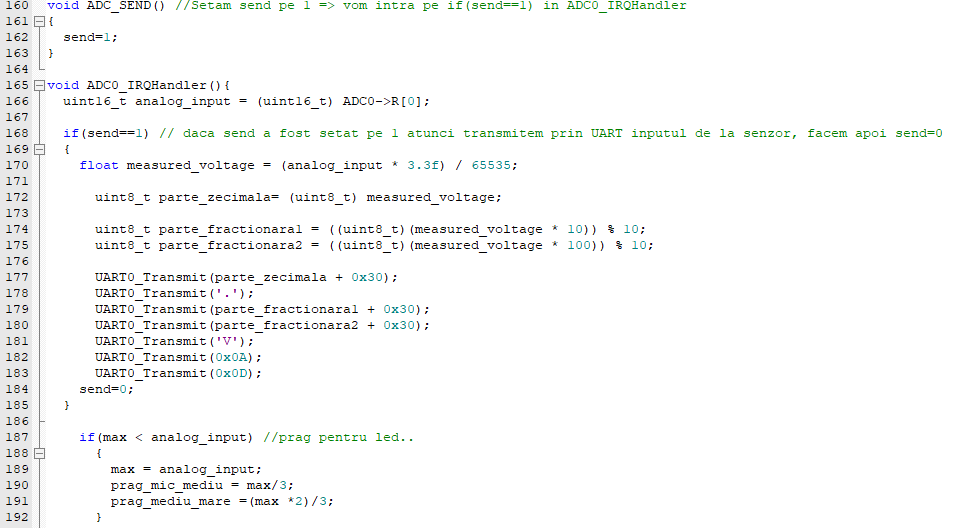 160 void ADC_SEND() //Setam send pe 1 => vom intra pe if(send==1) in ADC0_IRQHandler
161 {
162   send=1;
163 }
164
165 void ADC0_IRQHandler(){
166   uint16_t analog_input = (uint16_t) ADC0->R[0];
167
168   if(send==1) // daca send a fost setat pe 1 atunci transmitem prin UART inputul de la senzor, facem apoi send=0
169   {
170     float measured_voltage = (analog_input * 3.3f) / 65535;
171
172       uint8_t parte_zecimala= (uint8_t) measured_voltage;
173
174       uint8_t parte_fractionara1 = ((uint8_t)(measured_voltage * 10)) % 10;
175       uint8_t parte_fractionara2 = ((uint8_t)(measured_voltage * 100)) % 10;
176
177       UART0_Transmit(parte_zecimala + 0x30);
178       UART0_Transmit('.');
179       UART0_Transmit(parte_fractionara1 + 0x30);
180       UART0_Transmit(parte_fractionara2 + 0x30);
181       UART0_Transmit('V');
182       UART0_Transmit(0x0A);
183       UART0_Transmit(0x0D);
184     send=0;
185   }
186
187     if(max < analog_input) //prag pentru led..
188       {
189         max = analog_input;
190         prag_mic_mediu = max/3;
191         prag_mediu_mare =(max *2)/3;
192       }